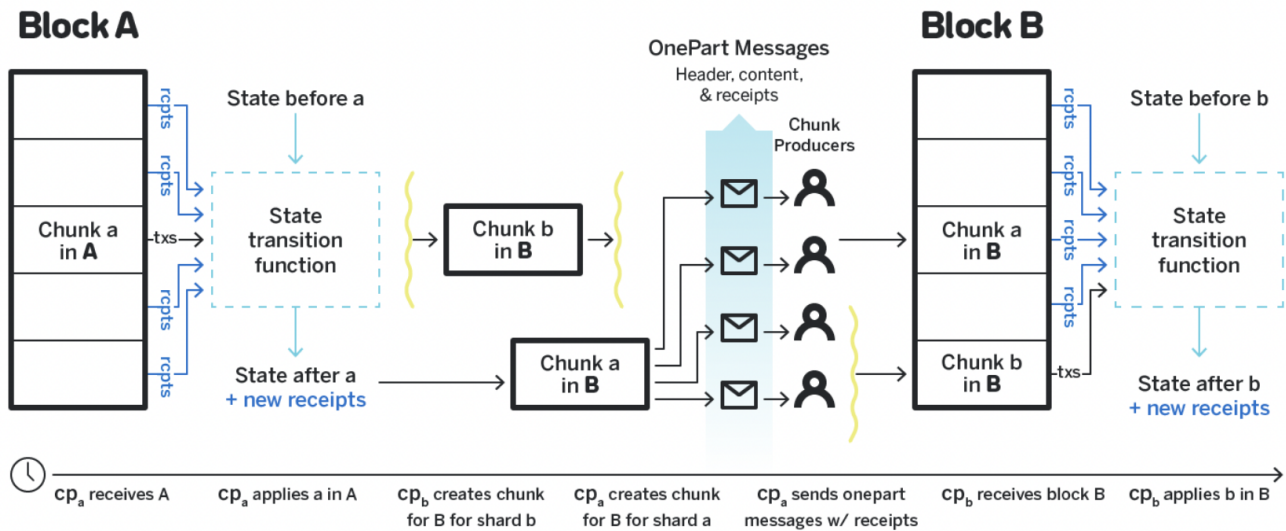 Block A
rcpts
rcpts
Chunk a
in A
txs
rcpts
rcpts
State before a
State
transition
function
State after a
+ new receipts
Chunk b
in B
Chunk a
in B
OnePart Messages
Header, content,
& receipts
Chunk
Producers
Block B
Chunk a
in B
Chunk b
in B
rcpts
rcpts
rcpts
rcpts
txs
State before b
State
transition
function
State after b
+ new receipts
cpa receives A
cpa applies a in A
cpb creates chunk
for B for shard b
cpa creates chunk
for B for shard a
cpa sends onepart
messages w/ receipts
cpb receives block B
cpb applies b in B